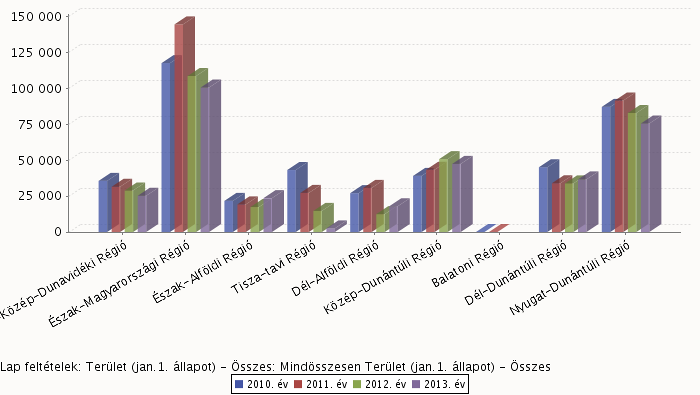 150 000
125 000
100 000
75 000
50 000
25 000
0
Közép-Dunavidéki Régió
Észak-Magyarországi Régió
Észak- Alföldi Régió
Tisza-tavi Régió
Dél-Alföldi Régió
Közép-Dunántúli Régió
Balatoni Régió
Dél-Dunántúli Régió
Nyugat-Dunántúli Régió
Lap feltételek: Terület (jan.1. állapot) - Összes: Mindösszesen Terület (jan.1. állapot) - Összes
2010. év 2011. év 2012. év 2013. év